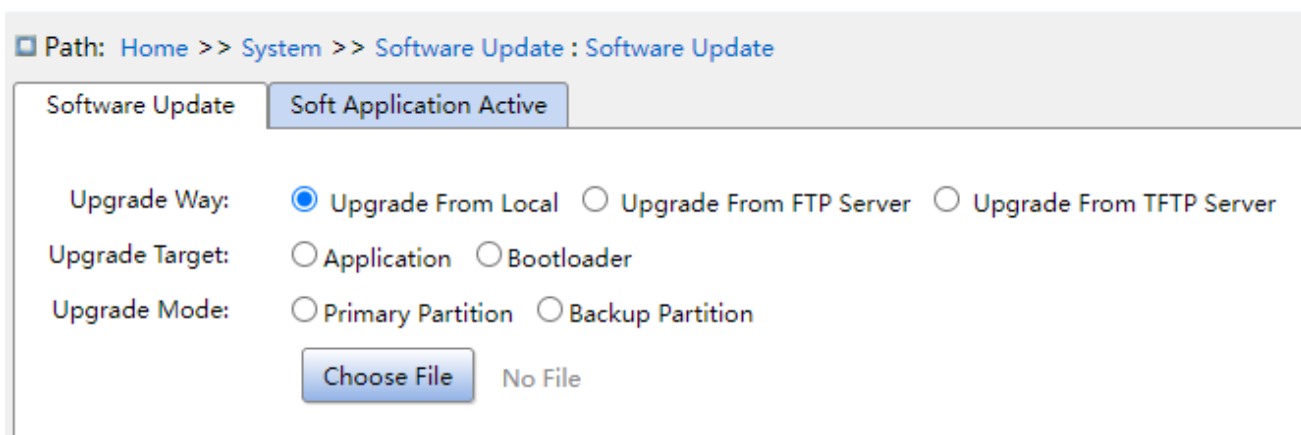 Path: Home >> System >> Software Update : Software Update
Software Update Soft Application Active
Upgrade Way: Upgrade From Local Upgrade From FTP Server Upgrade From TFTP Server
Upgrade Target: Application Bootloader
Upgrade Mode: Primary Partition Backup Partition
Choose File No File